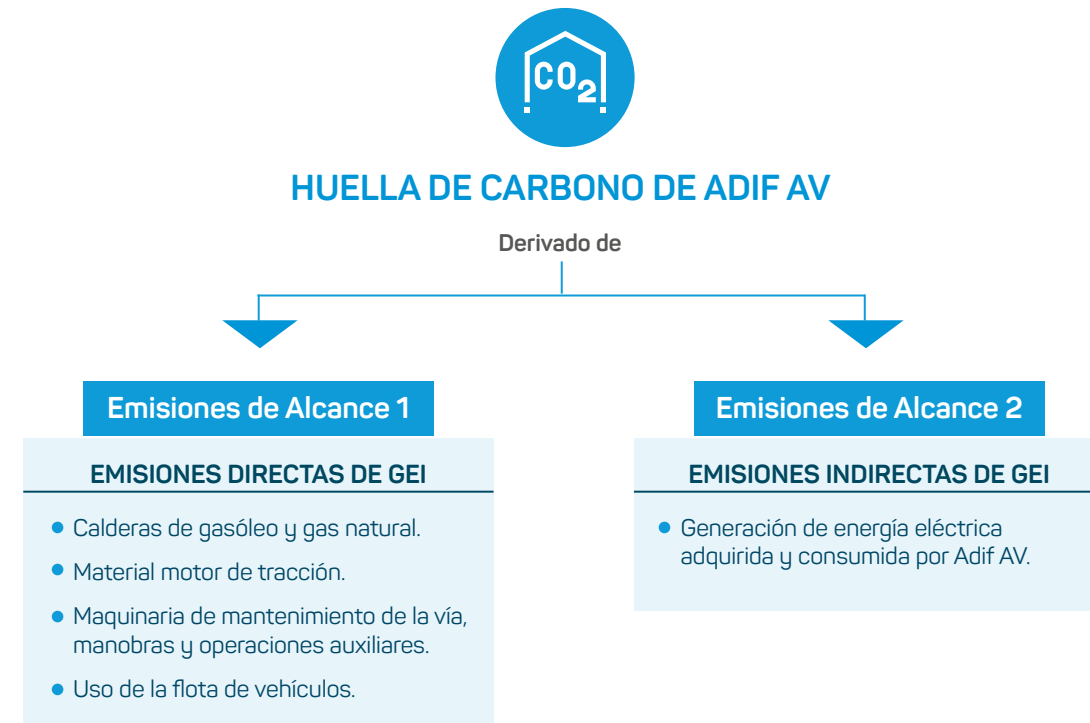 CO2
HUELLA DE CARBONO DE ADIF AV
Derivado de
Emisiones de Alcance 1
EMISIONES DIRECTAS DE GEI
• Calderas de gasóleo y gas natural.
• Material motor de tracción.
• Maquinaria de mantenimiento de la vía,
manobras y operaciones auxiliares.
• Uso de la flota de vehículos.
Emisiones de Alcance 2
EMISIONES INDIRECTAS DE GEI
• Generación de energía eléctrica
adquirida y consumida por Adif AV.